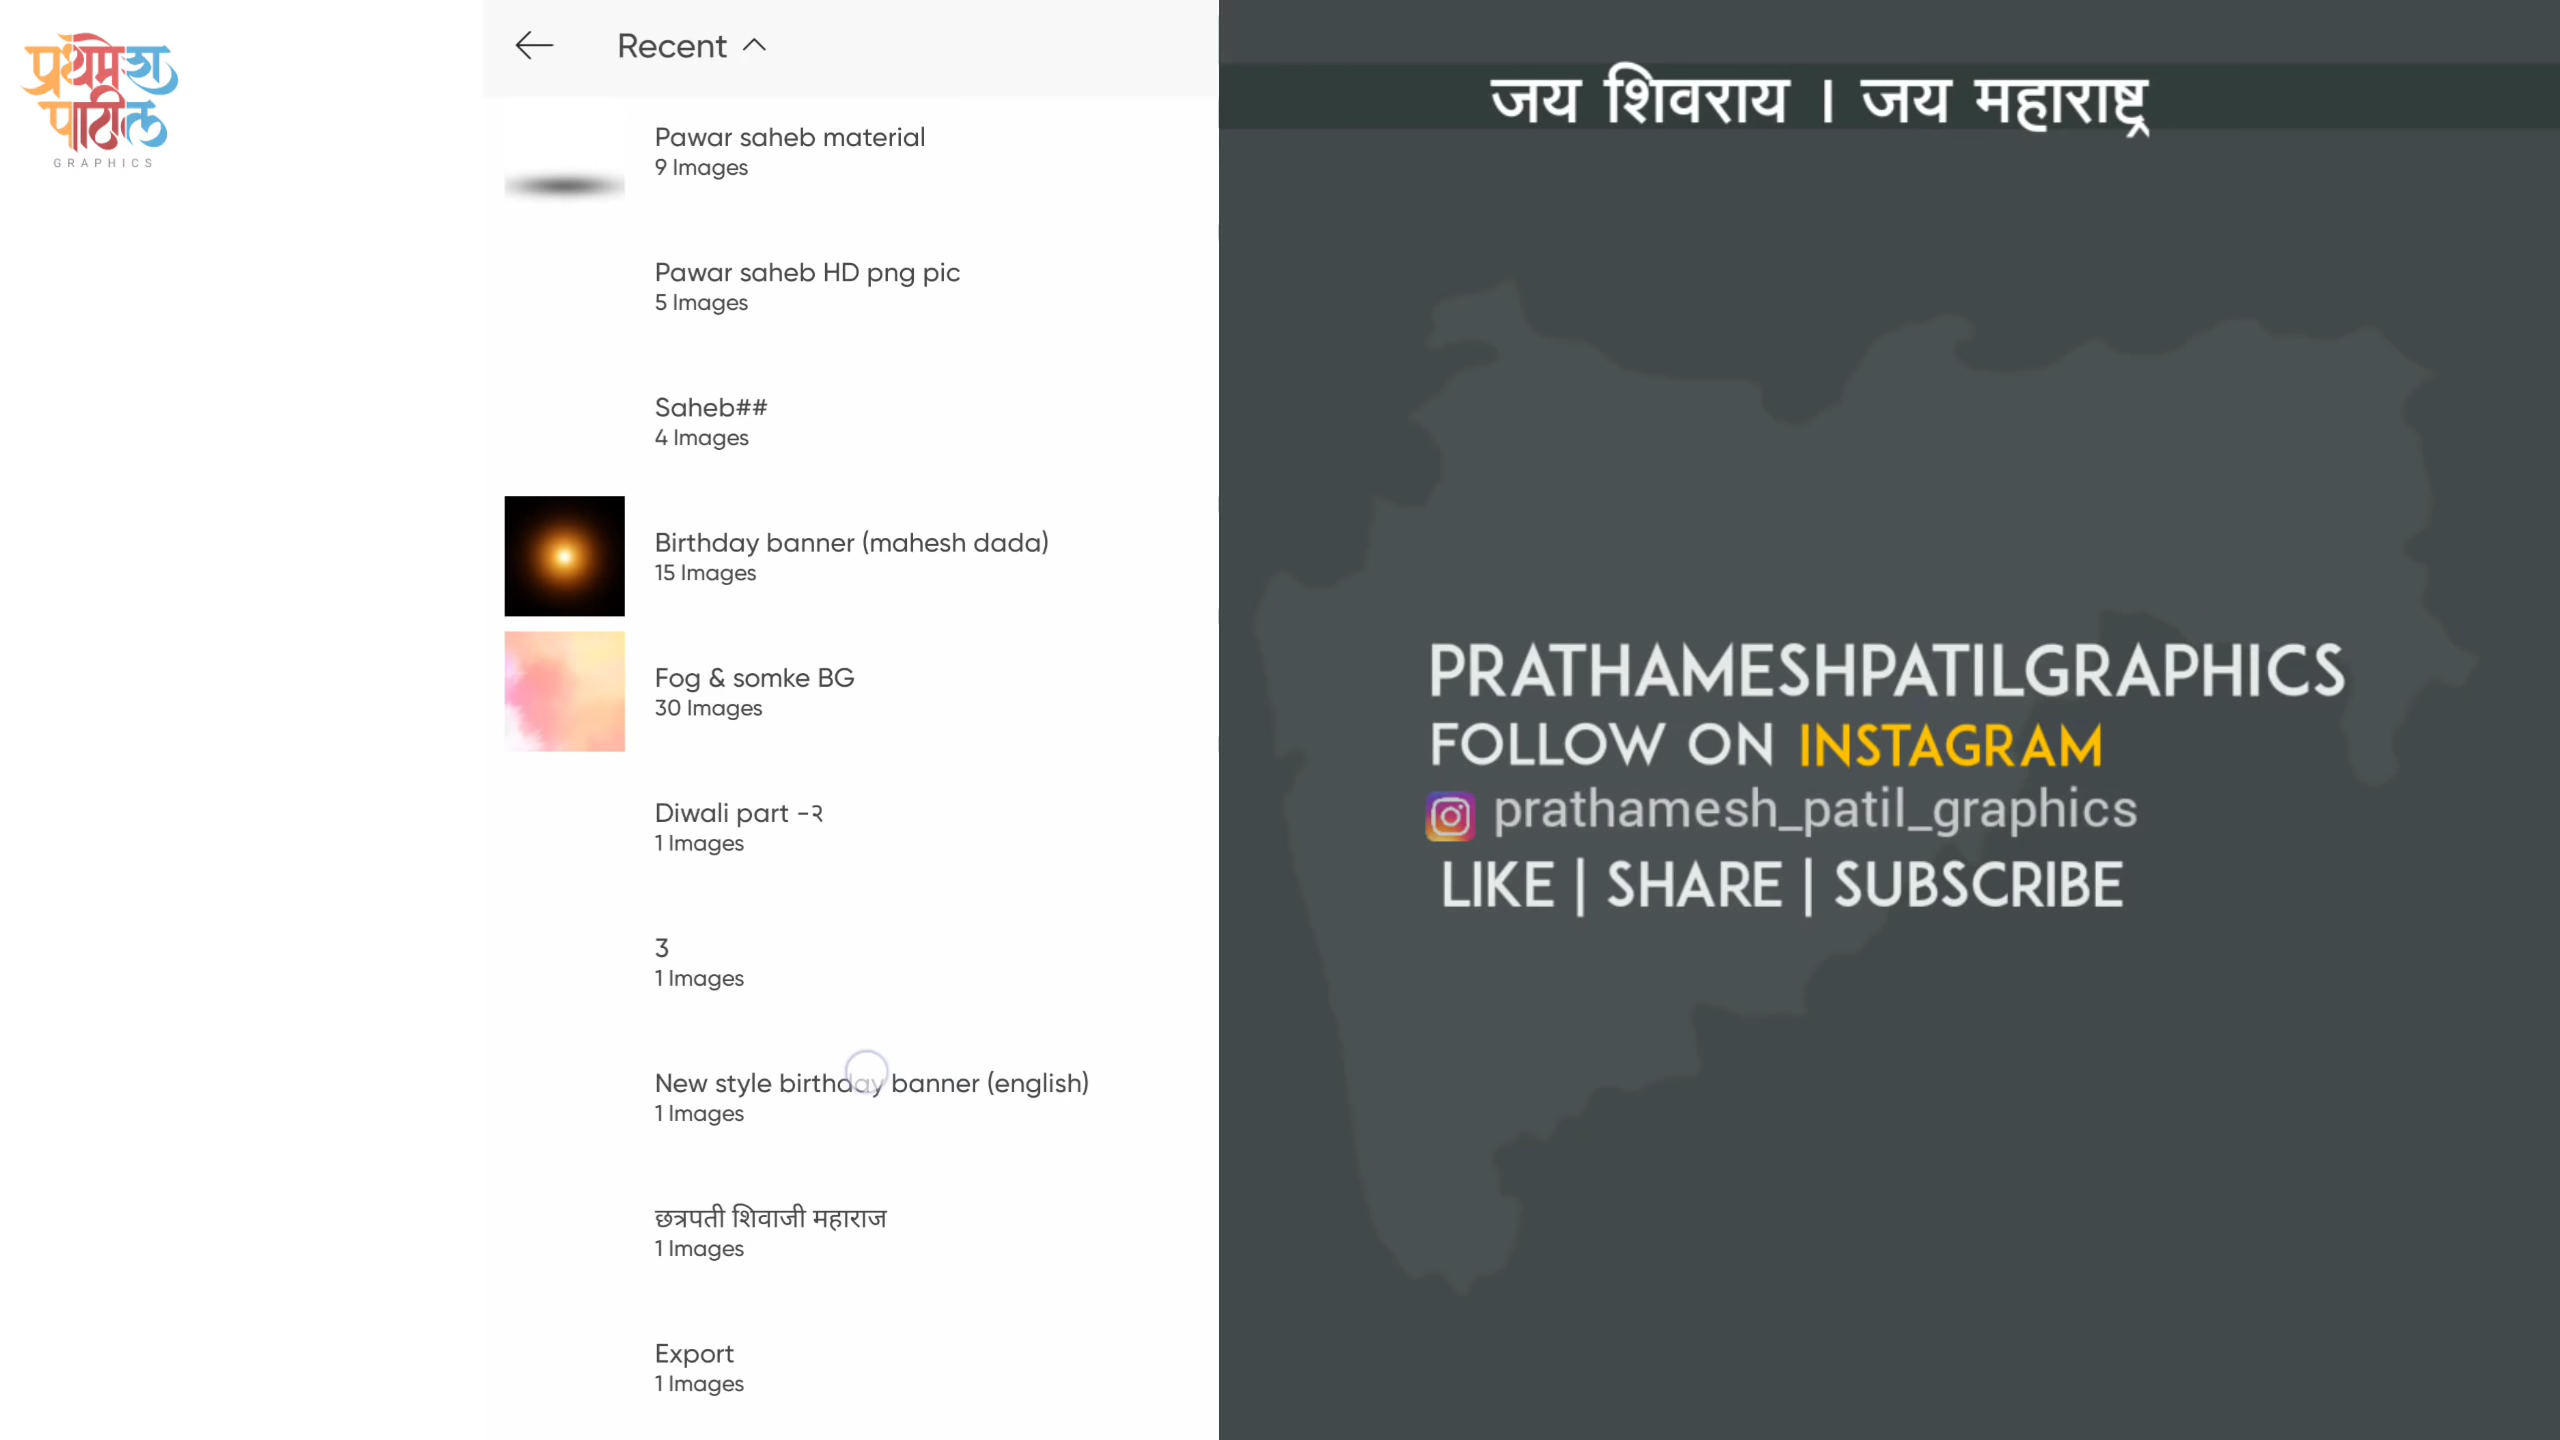 प्रथमेश
पाटील
GRAPHICS
Recent
Pawar saheb material
9 Images
Pawar saheb HD png pic
5 Images
Saheb##
4 Images
Birthday banner (mahesh dada)
15 Images
Fog & somke BG
30 Images
Diwali part -२
1 Images
3
1 Images
New style birthday banner (english)
1 Images
छत्रपती शिवाजी महाराज
1 Images
Export
1 Images
जय शिवराय । जय महाराष्ट्र
PRATHAMESHPATILGRAPHICS
FOLLOW ON INSTAGRAM
prathamesh_patil_graphics
LIKE | SHARE | SUBSCRIBE